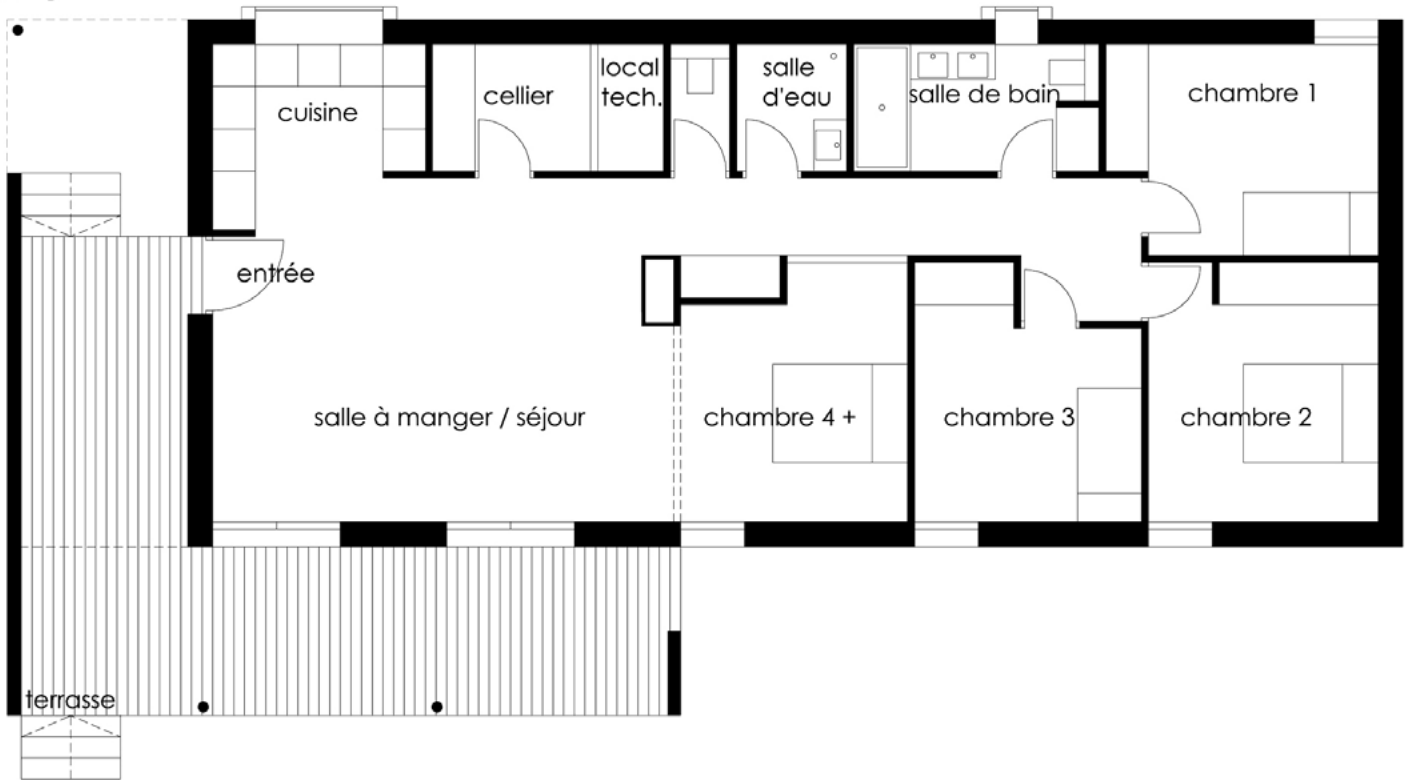 cuisine
cellier
local
tech.
salle
d'eau
salle de bain
chambre 1
entrée
salle à manger / séjour
chambre 4 +
chambre 3
chambre 2
terrasse